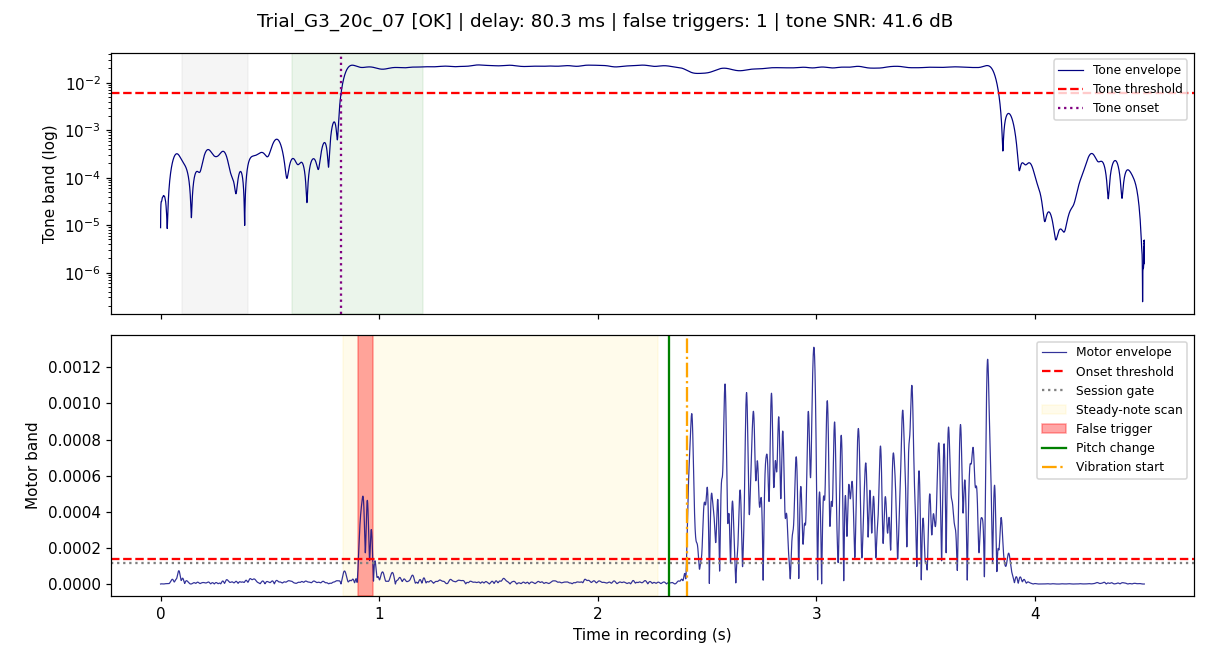 Trial_G3_20c_07 [OK] | delay: 80.3 ms | false triggers: 1 | tone SNR: 41.6 dB
Tone band (log)
10⁻²
10⁻³
10⁻⁴
10⁻⁵
10⁻⁶
Tone envelope
Tone threshold
Tone onset
Motor band
0.0012
0.0010
0.0008
0.0006
0.0004
0.0002
0.0000
Motor envelope
Onset threshold
Session gate
Steady-note scan
False trigger
Pitch change
Vibration start
0 1 2 3 4
Time in recording (s)